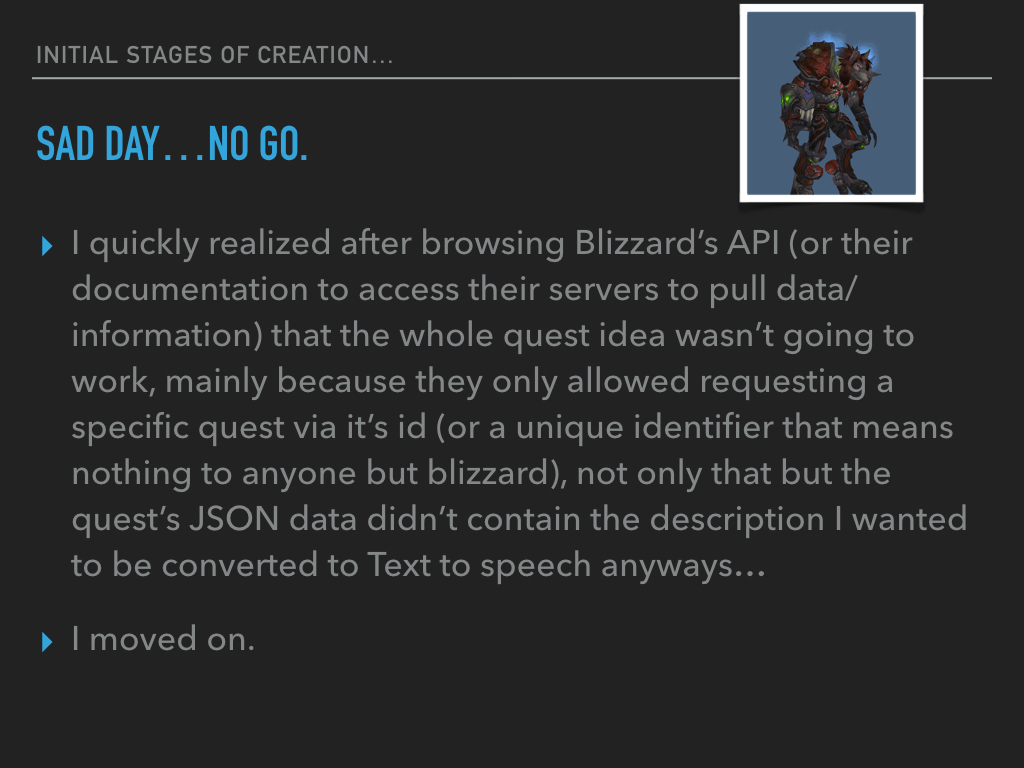 INITIAL STAGES OF CREATION…
SAD DAY…NO GO.
I quickly realized after browsing Blizzard’s API (or their
documentation to access their servers to pull data/
information) that the whole quest idea wasn’t going to
work, mainly because they only allowed requesting a
specific quest via it’s id (or a unique identifier that means
nothing to anyone but blizzard), not only that but the
quest’s JSON data didn’t contain the description I wanted
to be converted to Text to speech anyways…
I moved on.